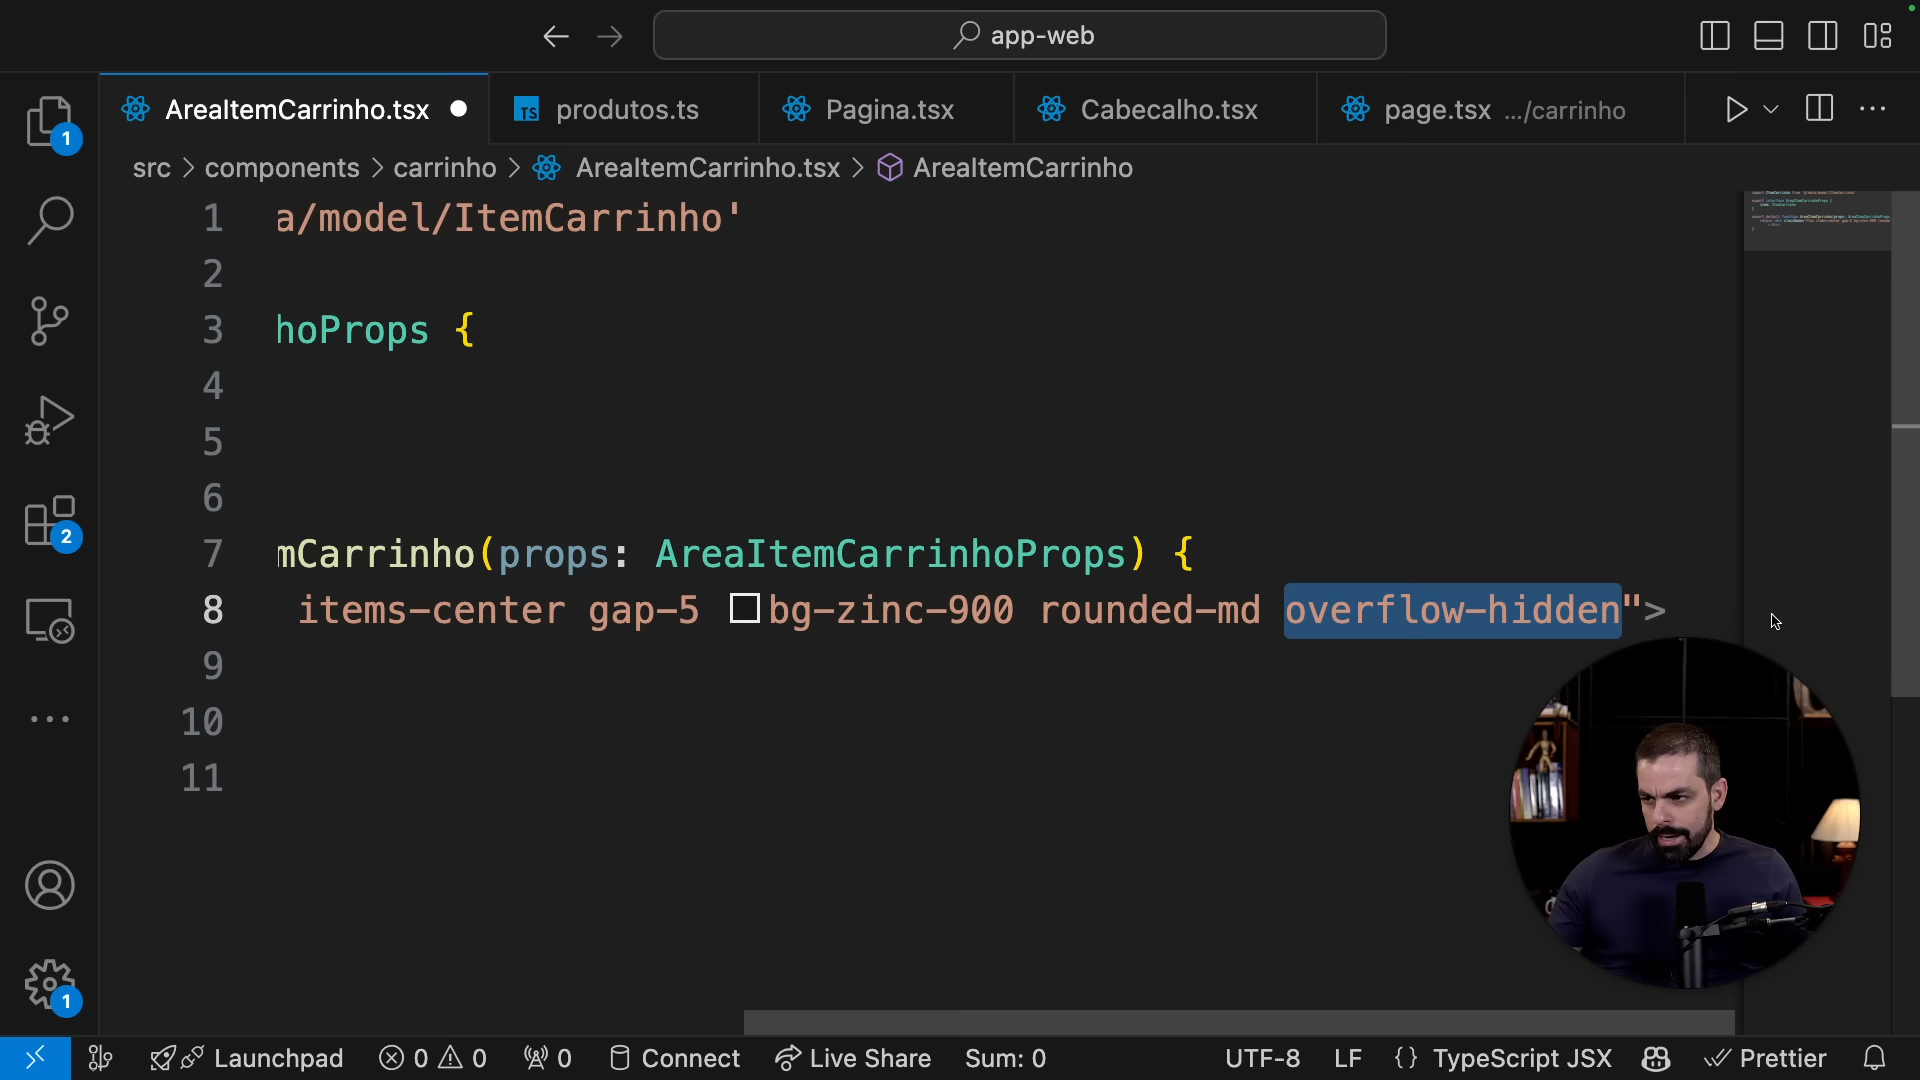 app-web
AreaItemCarrinho.tsx
produtos.ts
Pagina.tsx
Cabecalho.tsx
page.tsx .../carrinho
src > components > carrinho > AreaItemCarrinho.tsx > AreaItemCarrinho
1 a/model/ItemCarrinho'
2
3 hoProps {
4
5
6
7 mCarrinho(props: AreaItemCarrinhoProps) {
8 items-center gap-5 bg-zinc-900 rounded-md overflow-hidden">
9
10
11
1
2
1
Launchpad 0 0 0 Connect Live Share Sum: 0 UTF-8 LF {} TypeScript JSX Prettier